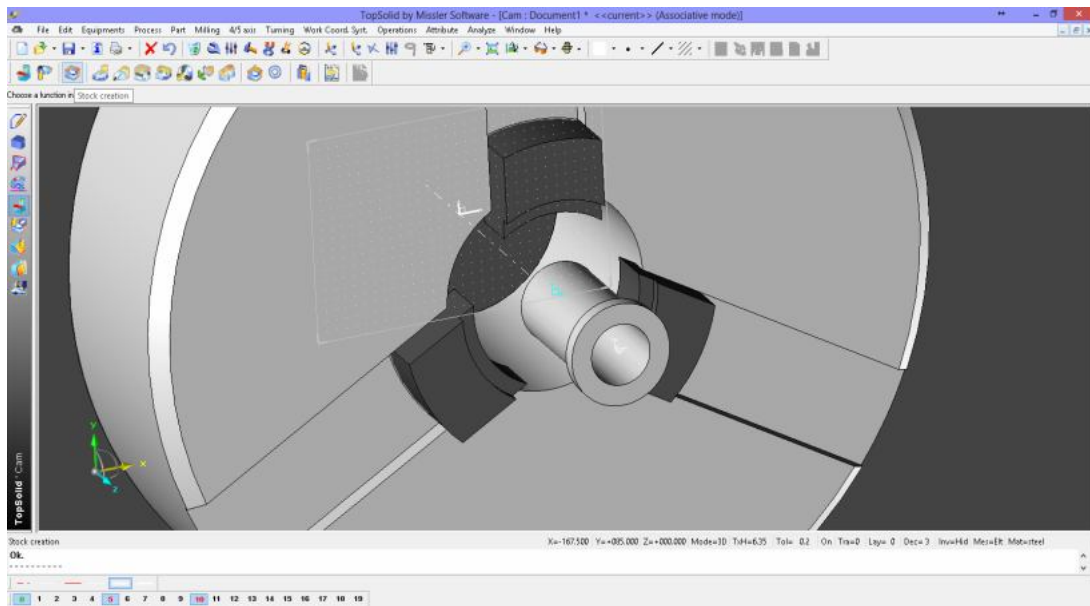 TopSolid by Missler Software - [Cam : Document1 * <<current>> (Associative mode)]
File Edit Equipments Process Part Milling 4/5 axis Turning Work Coord. Syst. Operations Attribute Analyze Window Help
Choose a function in Stock creation
y
x
z
TopSolid'Cam
Stock creation
X=-167.500 Y=+085.000 Z=+000.000 Mode=3D TxH=6.35 Tol= 0.2 On Tra=0 Lay= 0 Dec= 3 Inv=Hid Mes=Elt Mat=steel
Ok.
----------
0 1 2 3 4 5 6 7 8 9 10 11 12 13 14 15 16 17 18 19